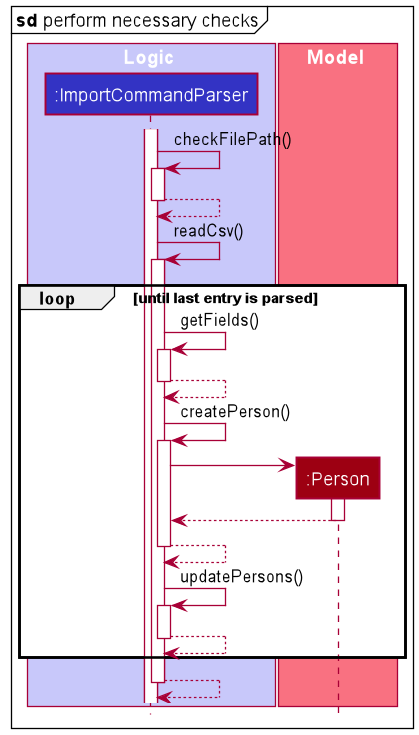 sd perform necessary checks
Logic
Model
:ImportCommandParser
checkFilePath()
readCsv()
loop
[until last entry is parsed]
getFields()
createPerson()
:Person
updatePersons()